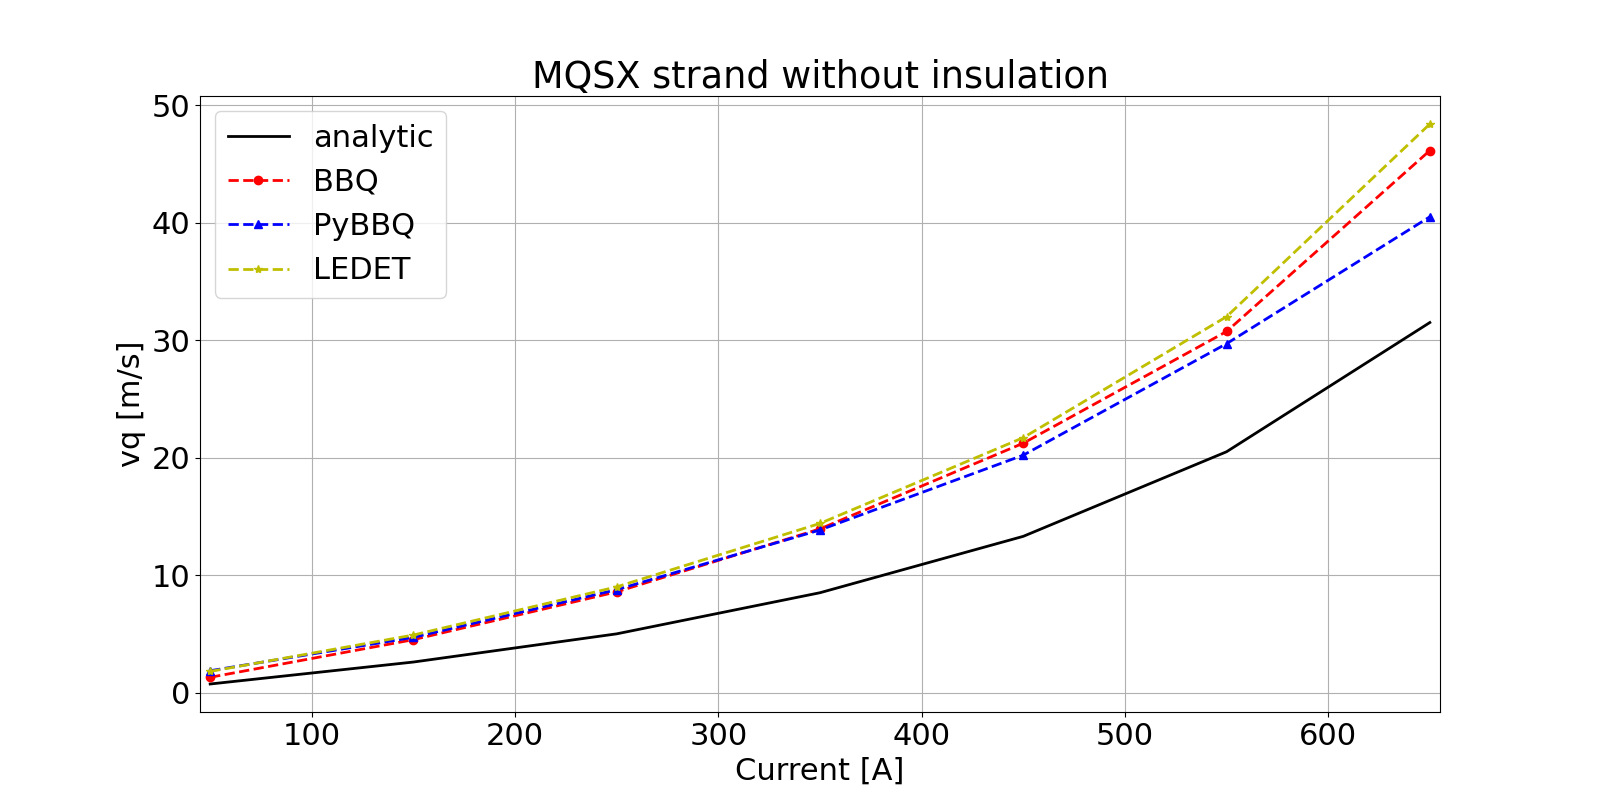 MQSX strand without insulation
50
40
30
20
10
0
vq [m/s]
analytic
BBQ
PyBBQ
LEDET
100 200 300 400 500 600
Current [A]